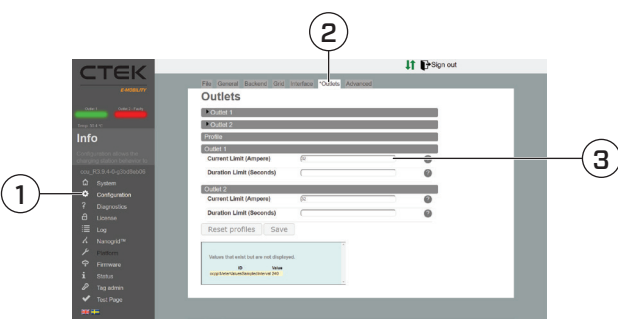 2
CTEK
E-MOBILITY
Sign out
File General Backend Grid Interface *Outlets Advanced
Outlets
Outlet 1
Outlet 2
Profile
Outlet 1
Current Limit (Ampere)
Duration Limit (Seconds)
Outlet 2
Current Limit (Ampere)
Duration Limit (Seconds)
Reset profiles Save
Values that exist but are not displayed.
ID Value
Info
System
Configuration
Diagnostics
License
Log
Nanogrid™
Firmware
Status
Tag admin
Test Page
1
3